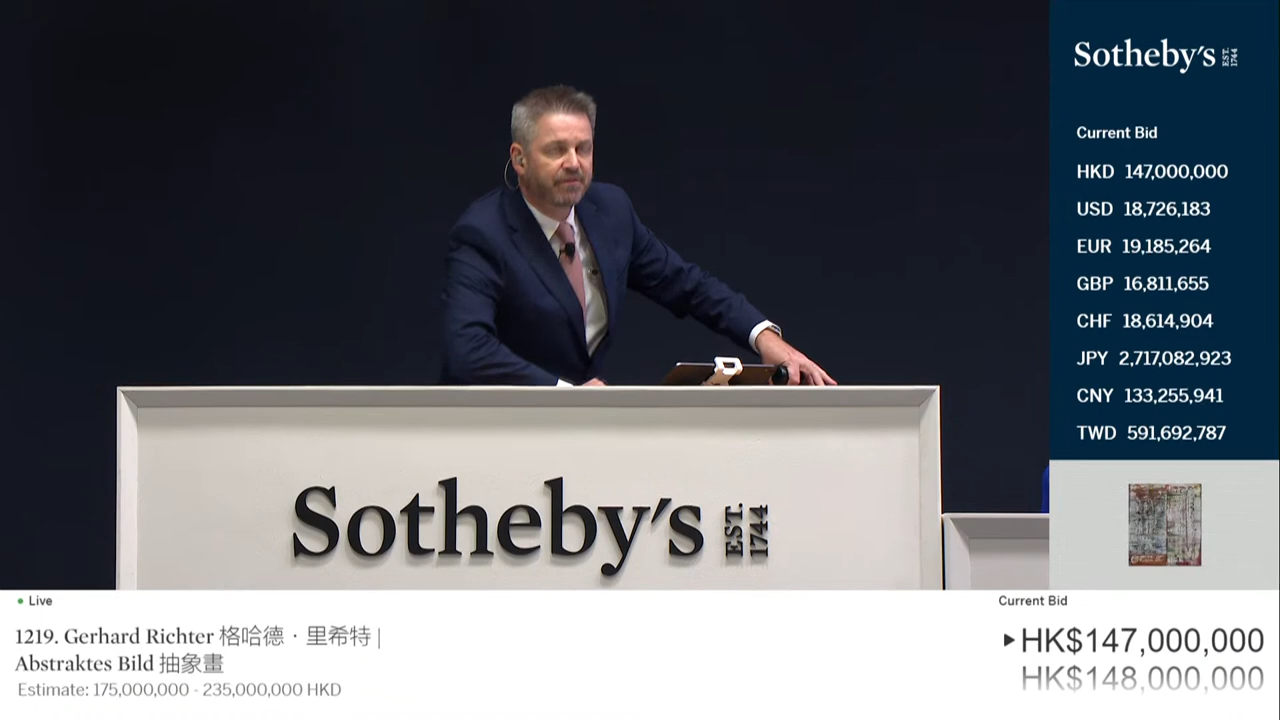 Sotheby's EST. 1744
Current Bid
HKD 147,000,000
USD 18,726,183
EUR 19,185,264
GBP 16,811,655
CHF 18,614,904
JPY 2,717,082,923
CNY 133,255,941
TWD 591,692,787
Sotheby's EST. 1744
Live
Current Bid
1219. Gerhard Richter 格哈德・里希特 |
Abstraktes Bild 抽象畫
Estimate: 175,000,000 - 235,000,000 HKD
HK$147,000,000
HK$148,000,000